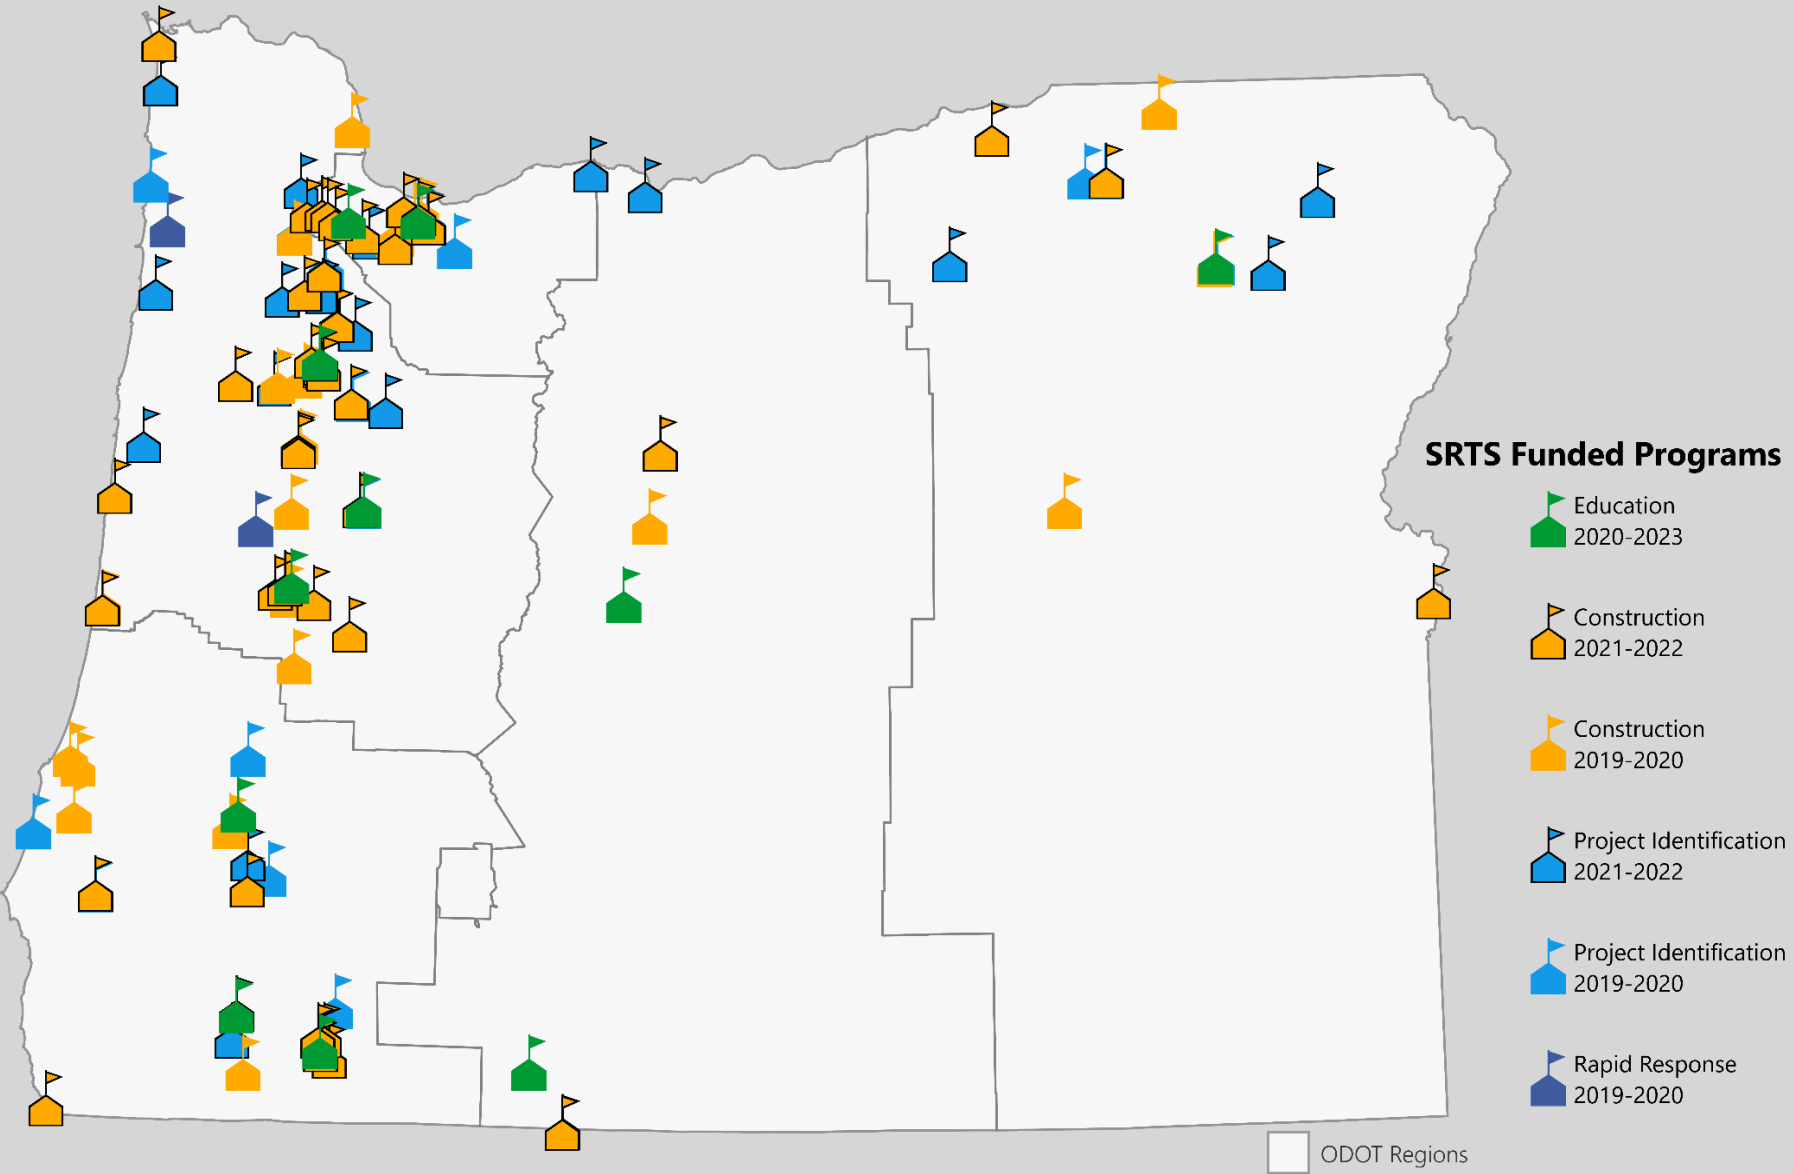 SRTS Funded Programs
Education
2020-2023
Construction
2021-2022
Construction
2019-2020
Project Identification
2021-2022
Project Identification
2019-2020
Rapid Response
2019-2020
ODOT Regions